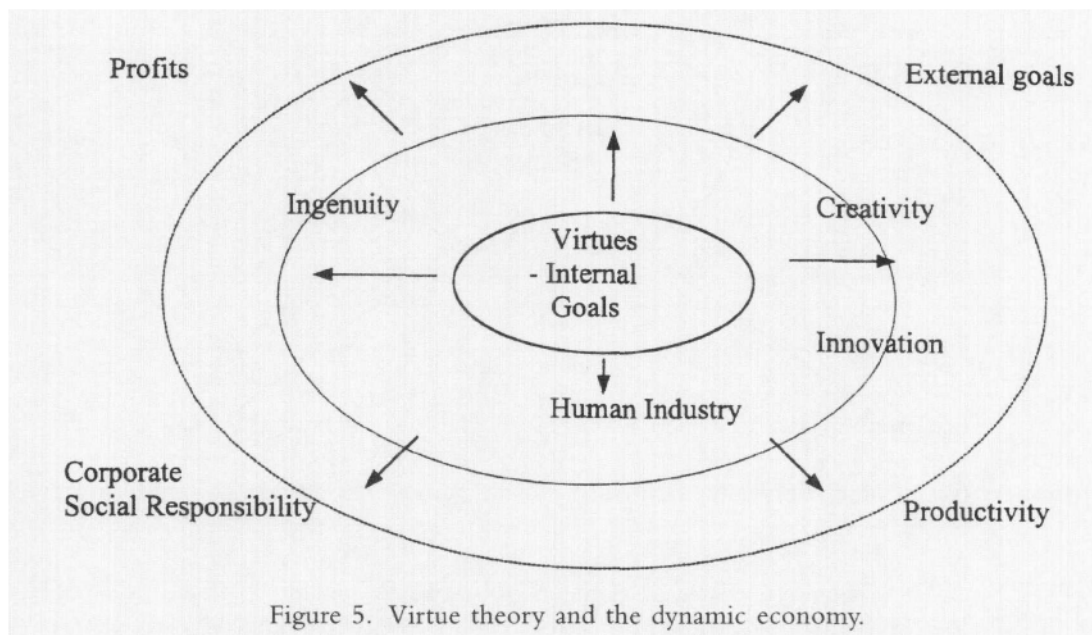 Profits
External goals
Ingenuity
Creativity
Virtues
- Internal
Goals
Innovation
Human Industry
Corporate
Social Responsibility
Productivity
Figure 5. Virtue theory and the dynamic economy.